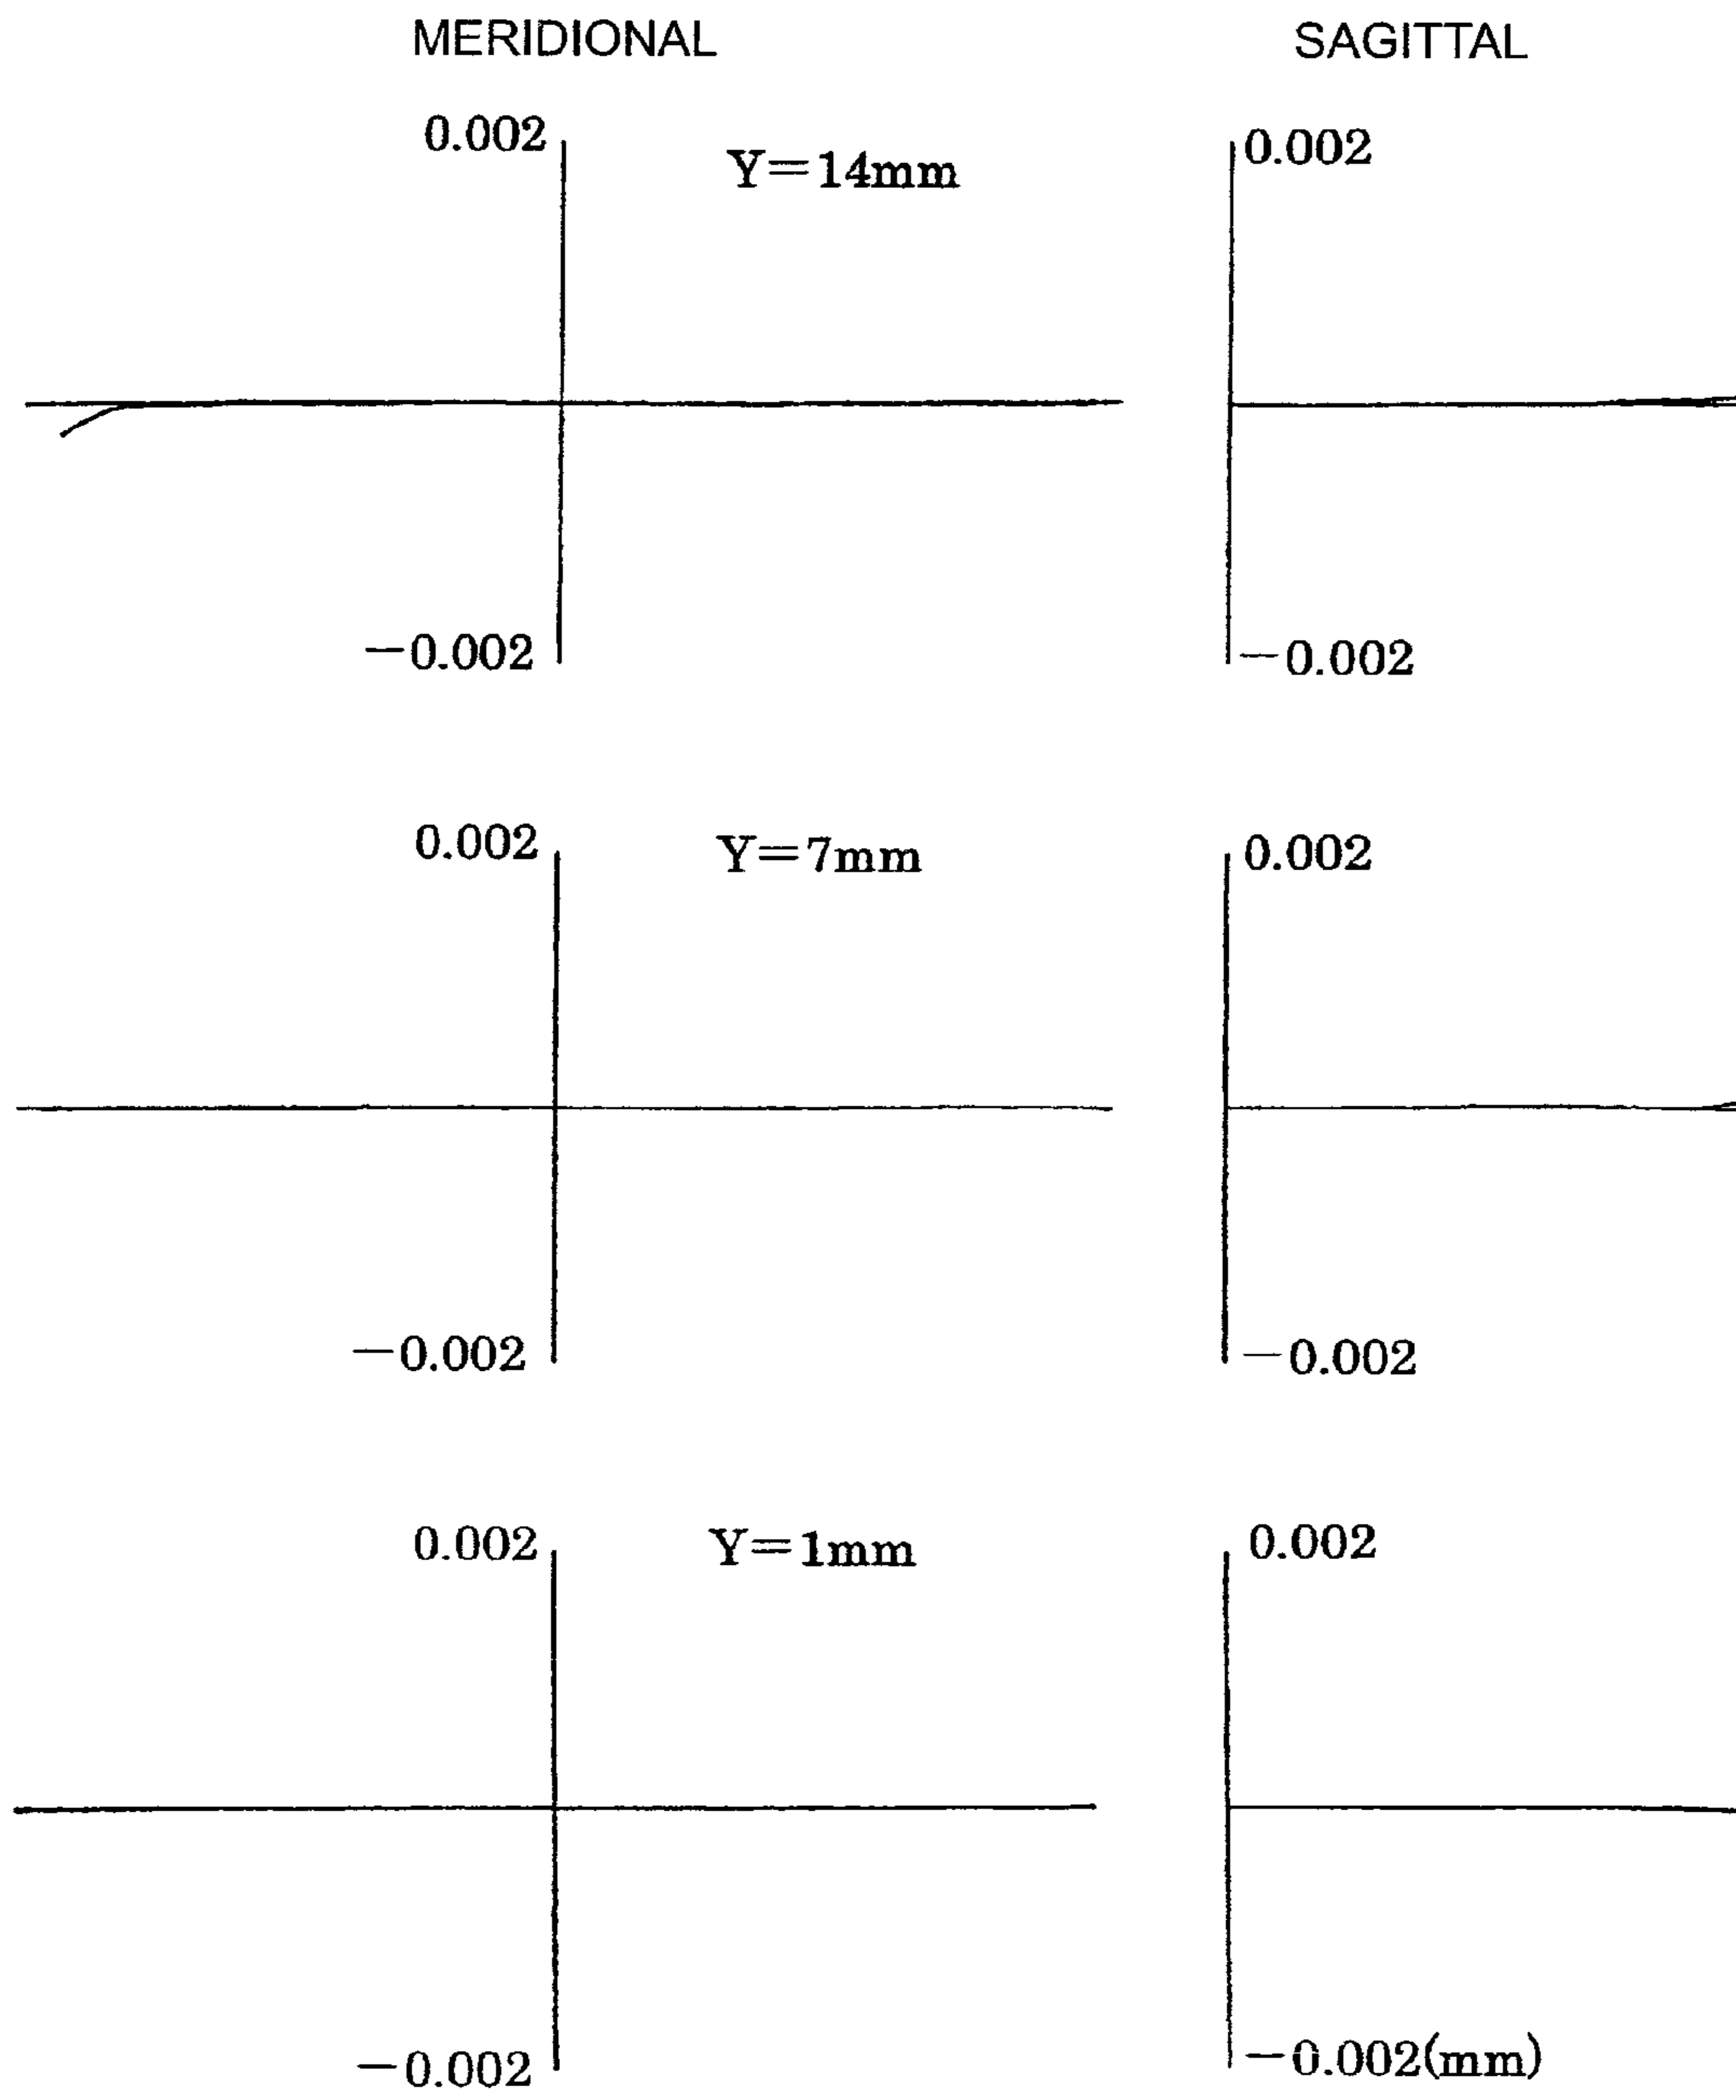 MERIDIONAL SAGITTAL
0.002 Y=14mm 0.002
−0.002 −0.002
0.002 Y=7mm 0.002
−0.002 −0.002
0.002 Y=1mm 0.002
−0.002 −0.002(mm)